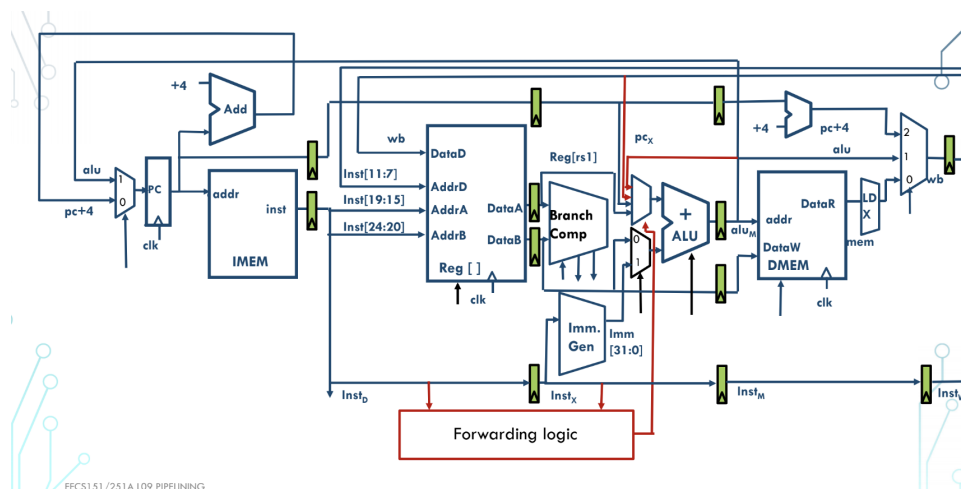 +4
Add
wb
DataD
Reg[rs1]
pcX
+4
pc+4
2
alu
1
0
alu
1
0
PC
addr
inst
Inst[11:7]
AddrD
Inst[19:15]
AddrA
DataA
Inst[24:20]
AddrB
DataB
Branch
Comp
+
ALU
aluM
addr
DataR
LD
X
wb
pc+4
clk
IMEM
Reg [ ]
clk
0
1
DataW
DMEM
mem
clk
Imm.
Gen
Imm
[31:0]
InstD
InstX
InstM
Forwarding logic
EECS151/251A L09 PIPELINING